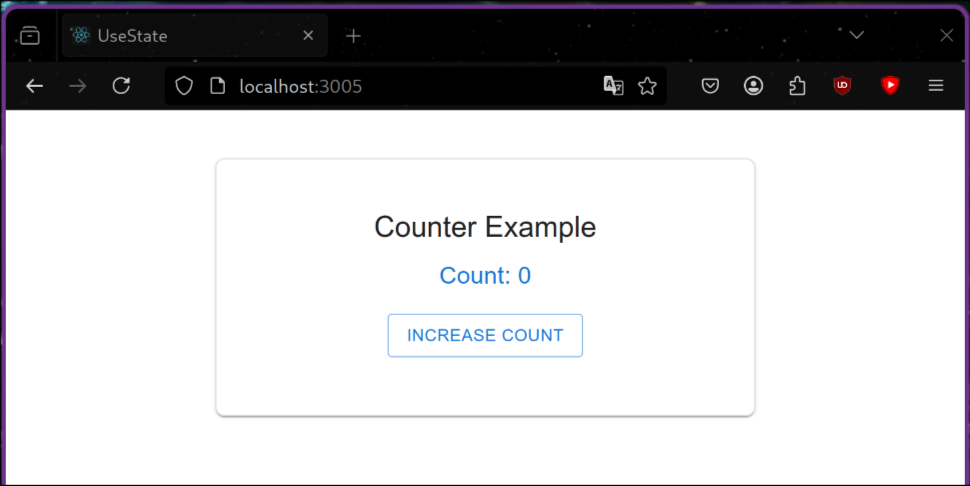 UseState
localhost:3005
Counter Example
Count: 0
INCREASE COUNT